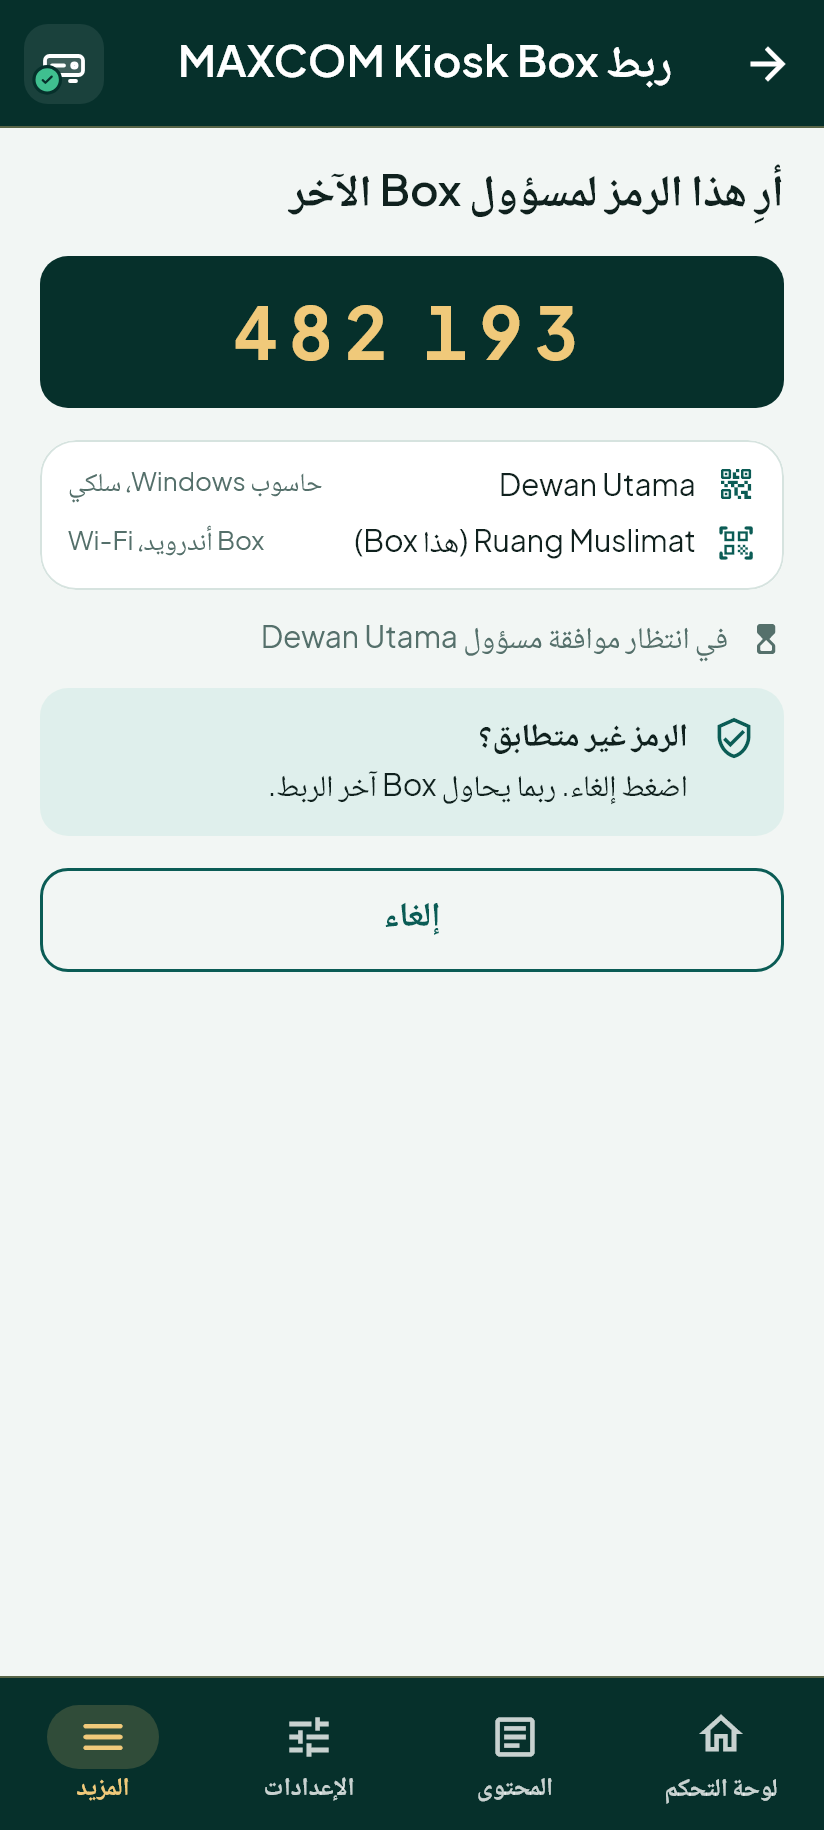 ربط MAXCOM Kiosk Box
أرِ هذا الرمز لمسؤول Box الآخر
482 193
Dewan Utama
حاسوب Windows، سلكي
Ruang Muslimat (هذا Box)
Box أندرويد، Wi-Fi
في انتظار موافقة مسؤول Dewan Utama
الرمز غير متطابق؟
اضغط إلغاء. ربما يحاول Box آخر الربط.
إلغاء
لوحة التحكم
المحتوى
الإعدادات
المزيد